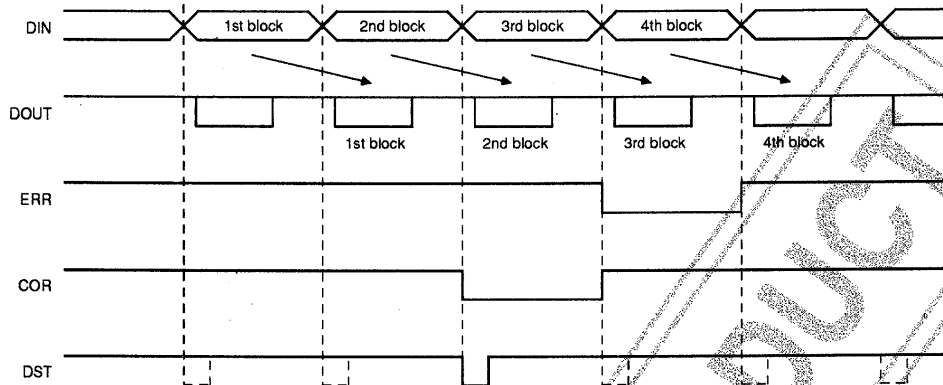 DIN
1st block 2nd block 3rd block 4th block
DOUT
1st block 2nd block 3rd block 4th block
ERR
COR
DST
DUCT